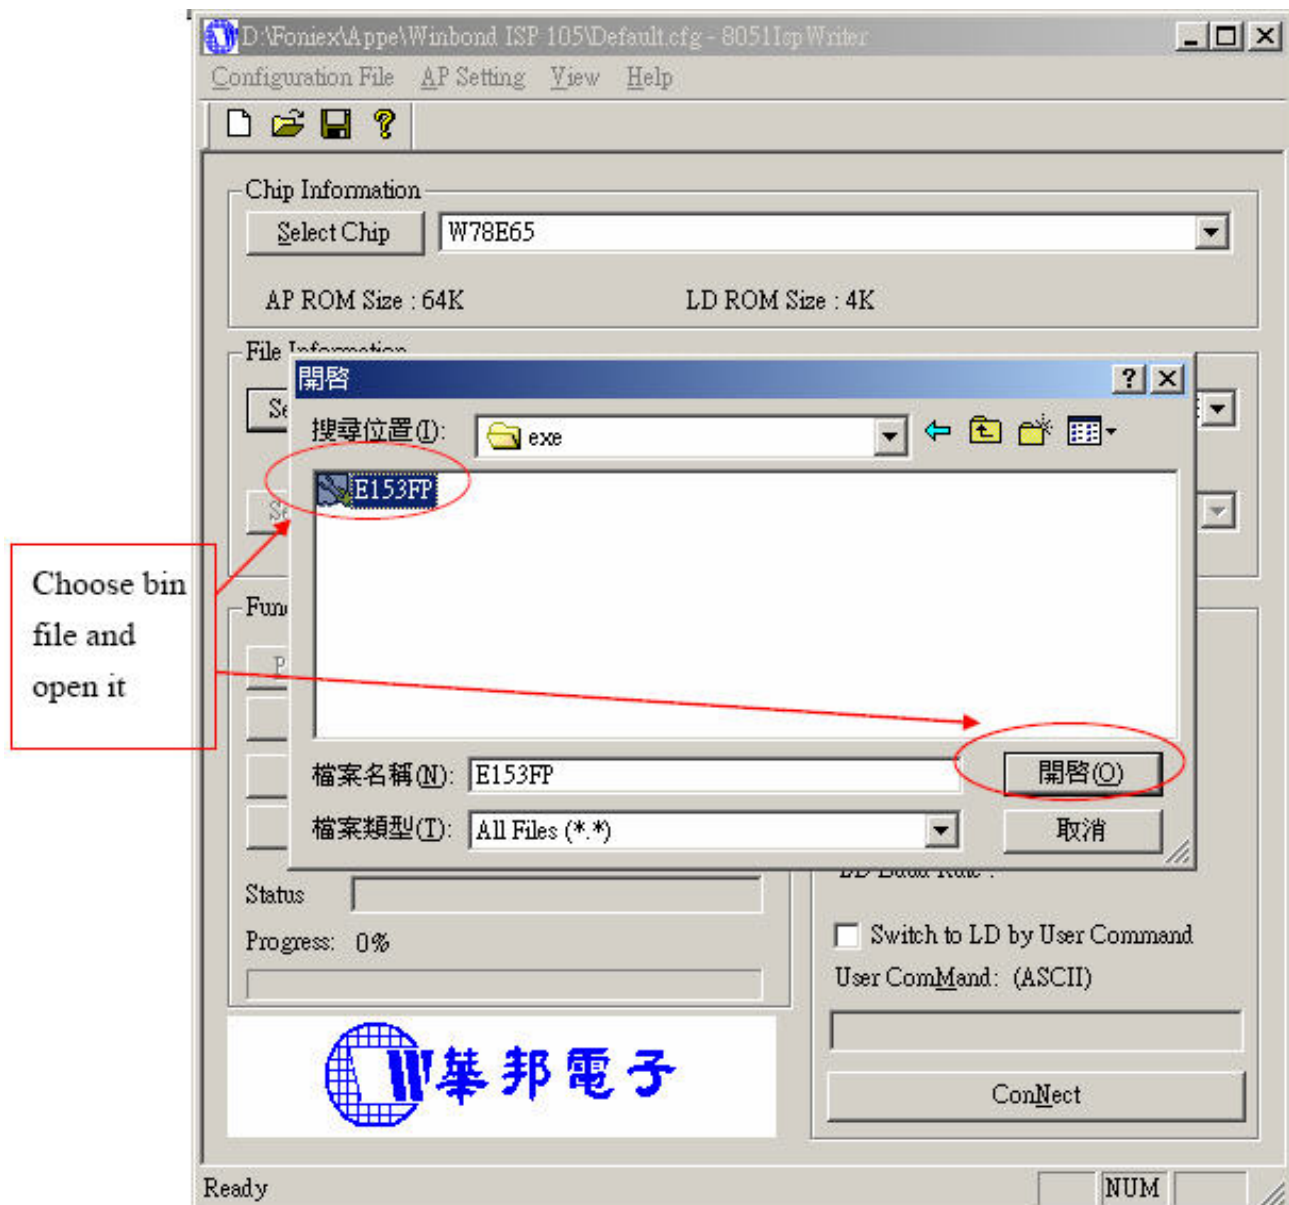 D:\Foniex\Appe\Winbond ISP 105\Default.cfg - 8051IspWriter
Configuration File AP Setting View Help
Chip Information
Select Chip W78E65
AP ROM Size : 64K LD ROM Size : 4K
File Information
開啓
搜尋位置(I): exe
E153FP
Choose bin
file and
open it
檔案名稱(N): E153FP 開啓(O)
檔案類型(T): All Files (*.*) 取消
Status
Progress: 0%
Switch to LD by User Command
User ComMand: (ASCII)
華邦電子
ConNect
Ready NUM